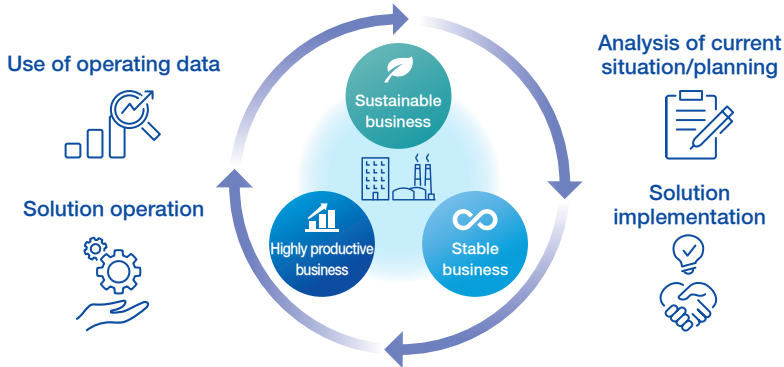 Use of operating data
Analysis of current
situation/planning
Sustainable
business
Solution operation
Solution
implementation
Highly productive
business
Stable
business